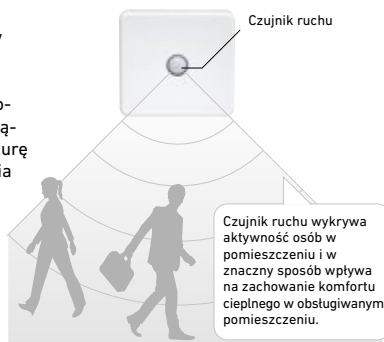 Czujnik ruchu
Czujnik ruchu wykrywa
aktywność osób w
pomieszczeniu i w
znaczny sposób wpływa
na zachowanie komfortu
cieplnego w obsługiwanym
pomieszczeniu.